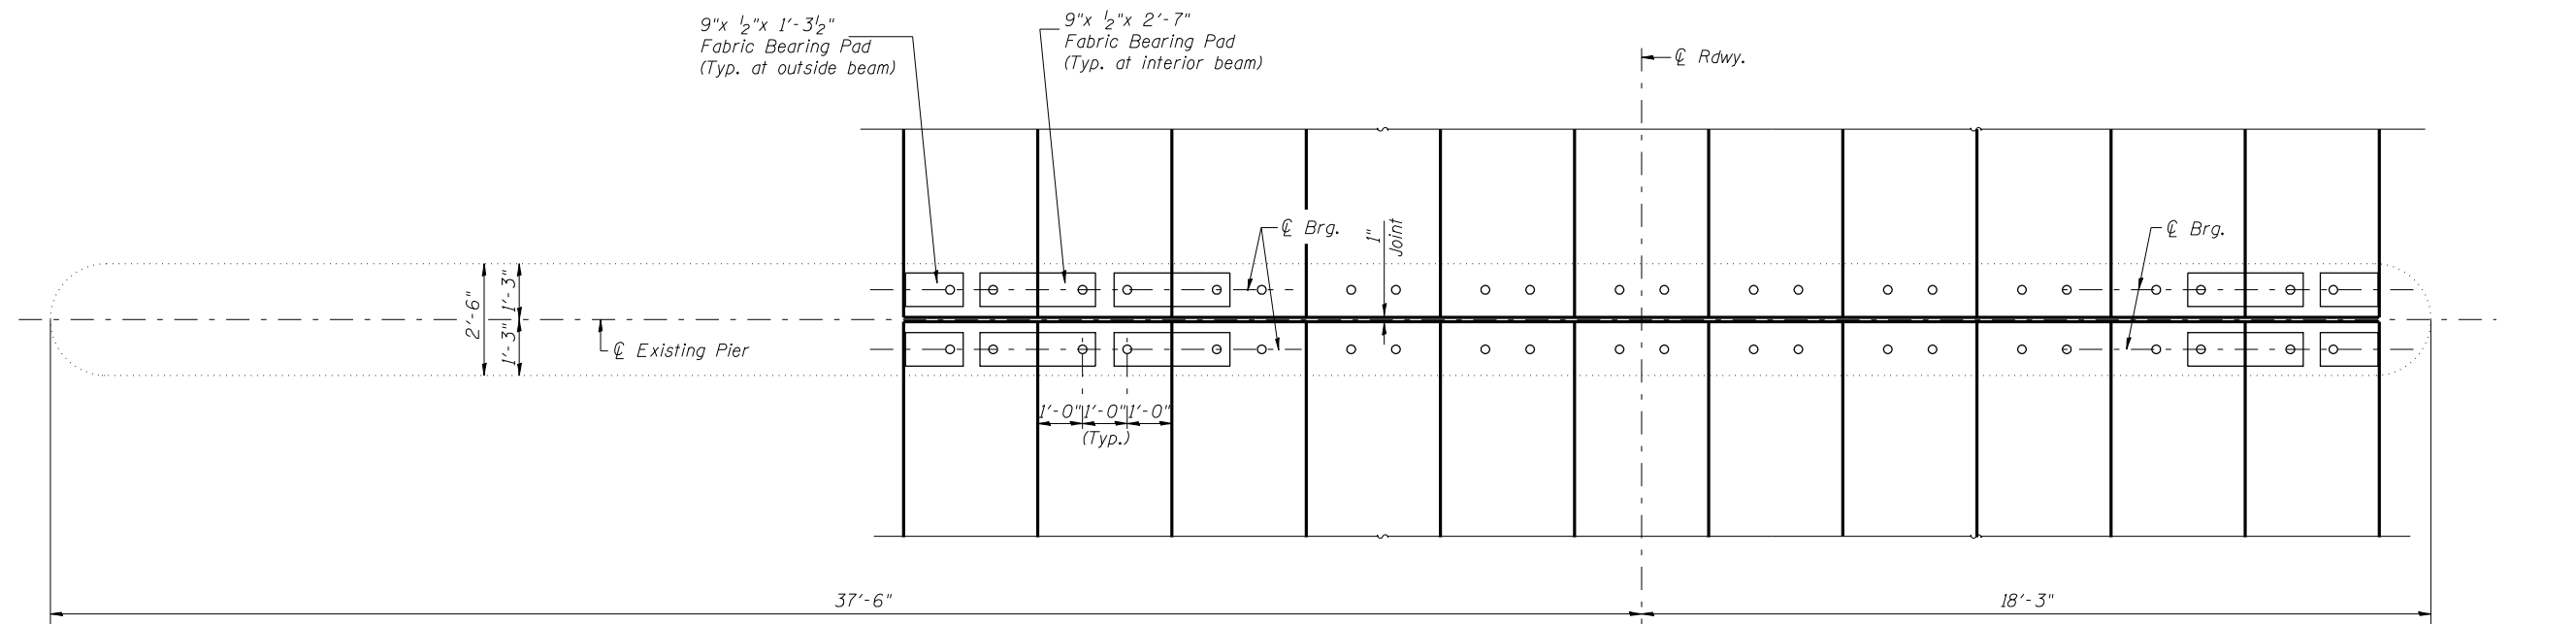 9"x 1/2"x 1'-3 1/2"
Fabric Bearing Pad
(Typ. at outside beam)
9"x 1/2"x 2'-7"
Fabric Bearing Pad
(Typ. at interior beam)
℄ Rdwy.
℄ Brg.
1"
Joint
℄ Brg.
2'-6"
1'-3"
1'-3"
℄ Existing Pier
1'-0" 1'-0" 1'-0"
(Typ.)
37'-6"
18'-3"